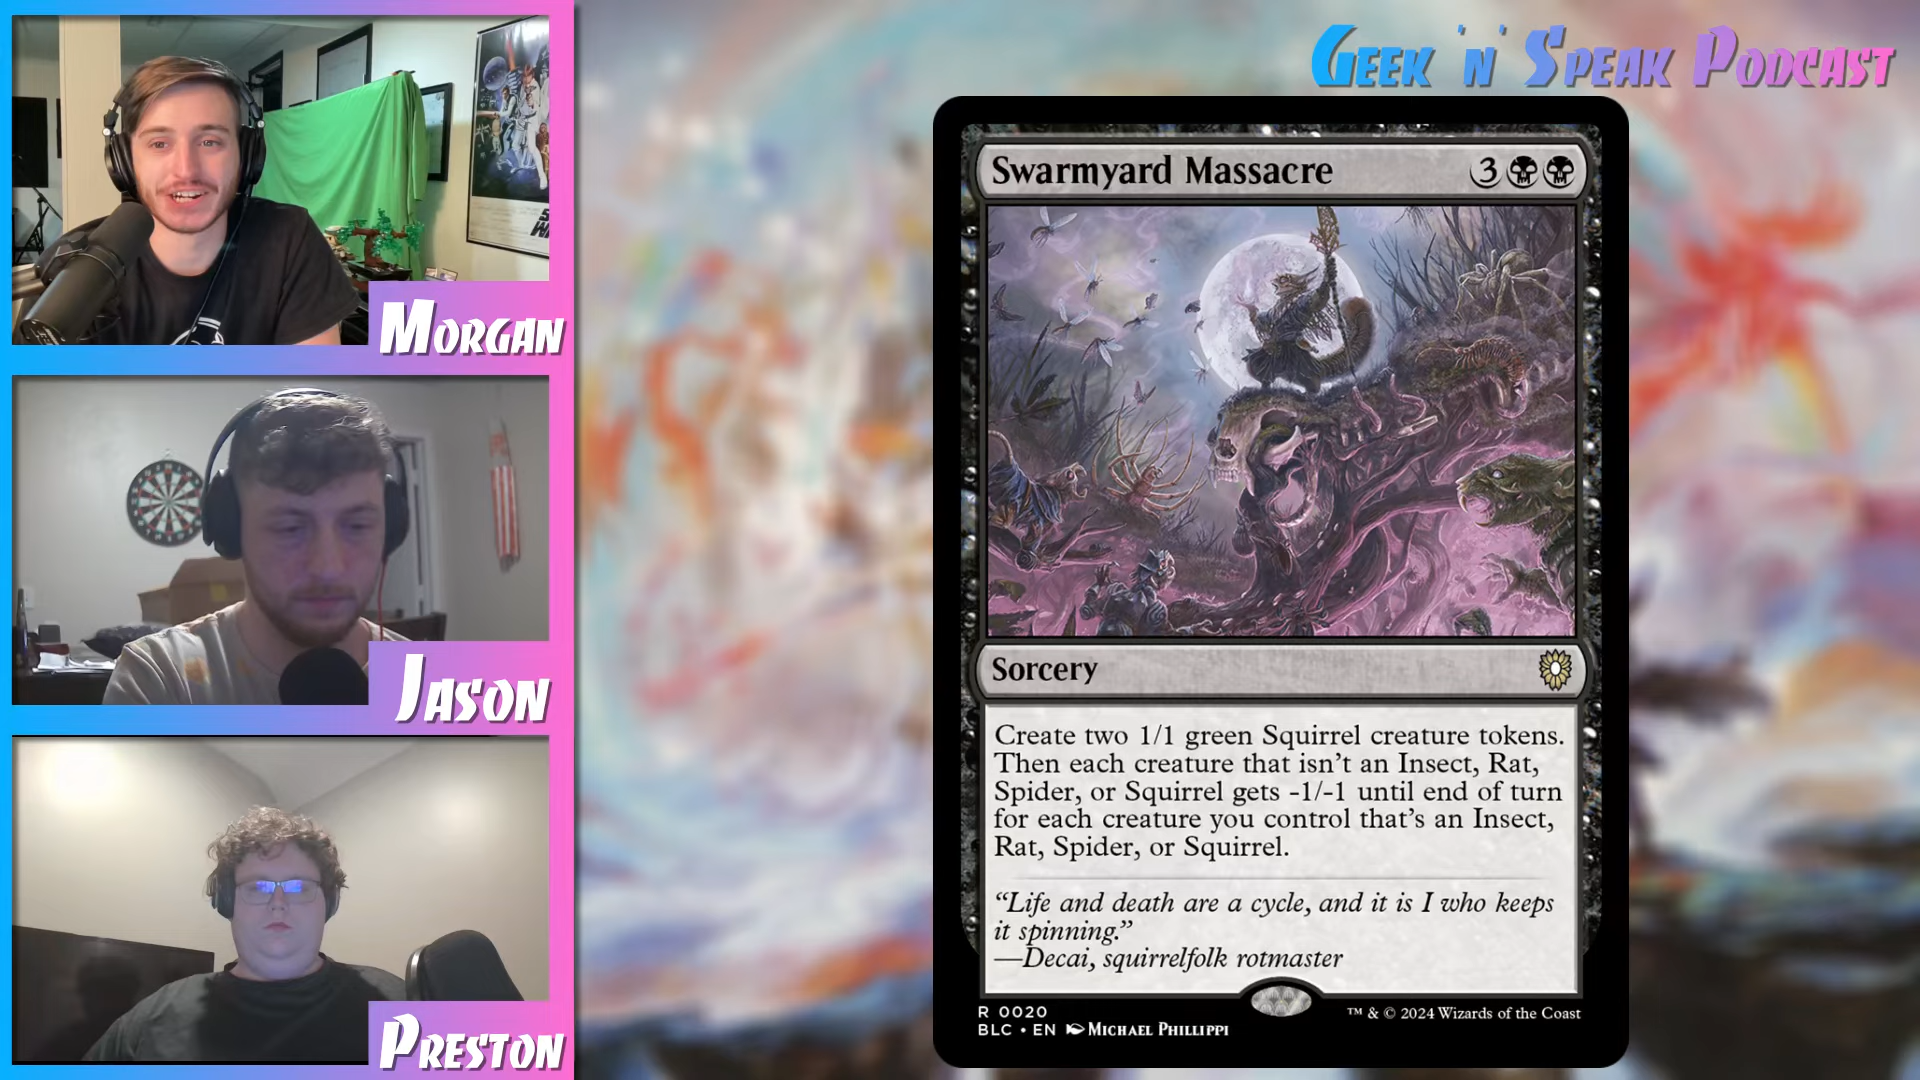 Geek 'n' Speak Podcast
Morgan
Jason
Preston
Swarmyard Massacre 3
Sorcery
Create two 1/1 green Squirrel creature tokens.
Then each creature that isn't an Insect, Rat,
Spider, or Squirrel gets -1/-1 until end of turn
for each creature you control that's an Insect,
Rat, Spider, or Squirrel.
“Life and death are a cycle, and it is I who keeps
it spinning.”
—Decai, squirrelfolk rotmaster
R 0020
BLC • EN Michael Phillippi
™ & © 2024 Wizards of the Coast